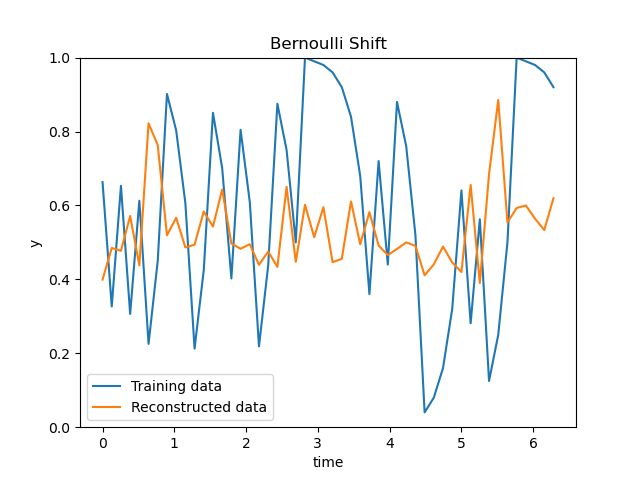 Bernoulli Shift
1.0
0.8
0.6
0.4
0.2
0.0
y
Training data
Reconstructed data
0 1 2 3 4 5 6
time